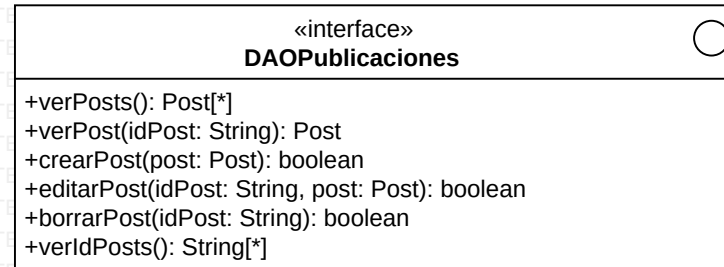 «interface»
DAOPublicaciones
+verPosts(): Post[*]
+verPost(idPost: String): Post
+crearPost(post: Post): boolean
+editarPost(idPost: String, post: Post): boolean
+borrarPost(idPost: String): boolean
+verIdPosts(): String[*]